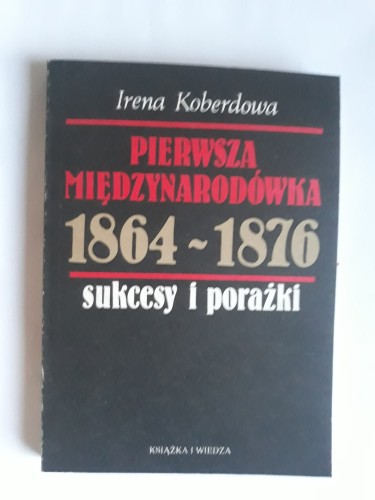 Irena Koberdowa
PIERWSZA
MIĘDZYNARODÓWKA
1864-1876
sukcesy i porażki
KSIĄŻKA I WIEDZA